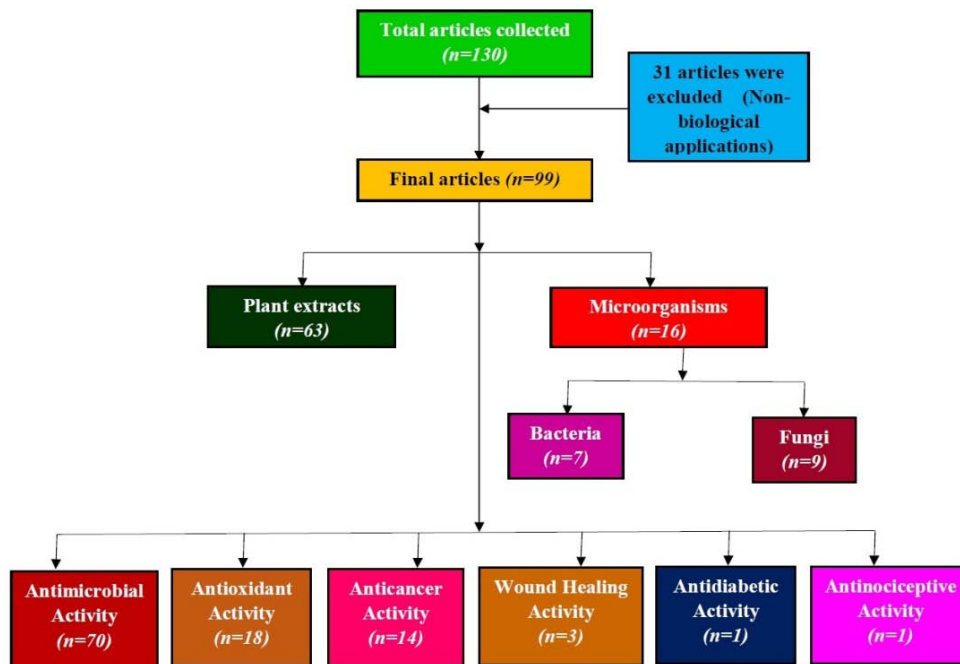 Total articles collected
(n=130)
31 articles were
excluded (Non-
biological
applications)
Final articles (n=99)
Plant extracts
(n=63)
Microorganisms
(n=16)
Bacteria
(n=7)
Fungi
(n=9)
Antimicrobial
Activity
(n=70)
Antioxidant
Activity
(n=18)
Anticancer
Activity
(n=14)
Wound Healing
Activity
(n=3)
Antidiabetic
Activity
(n=1)
Antinociceptive
Activity
(n=1)